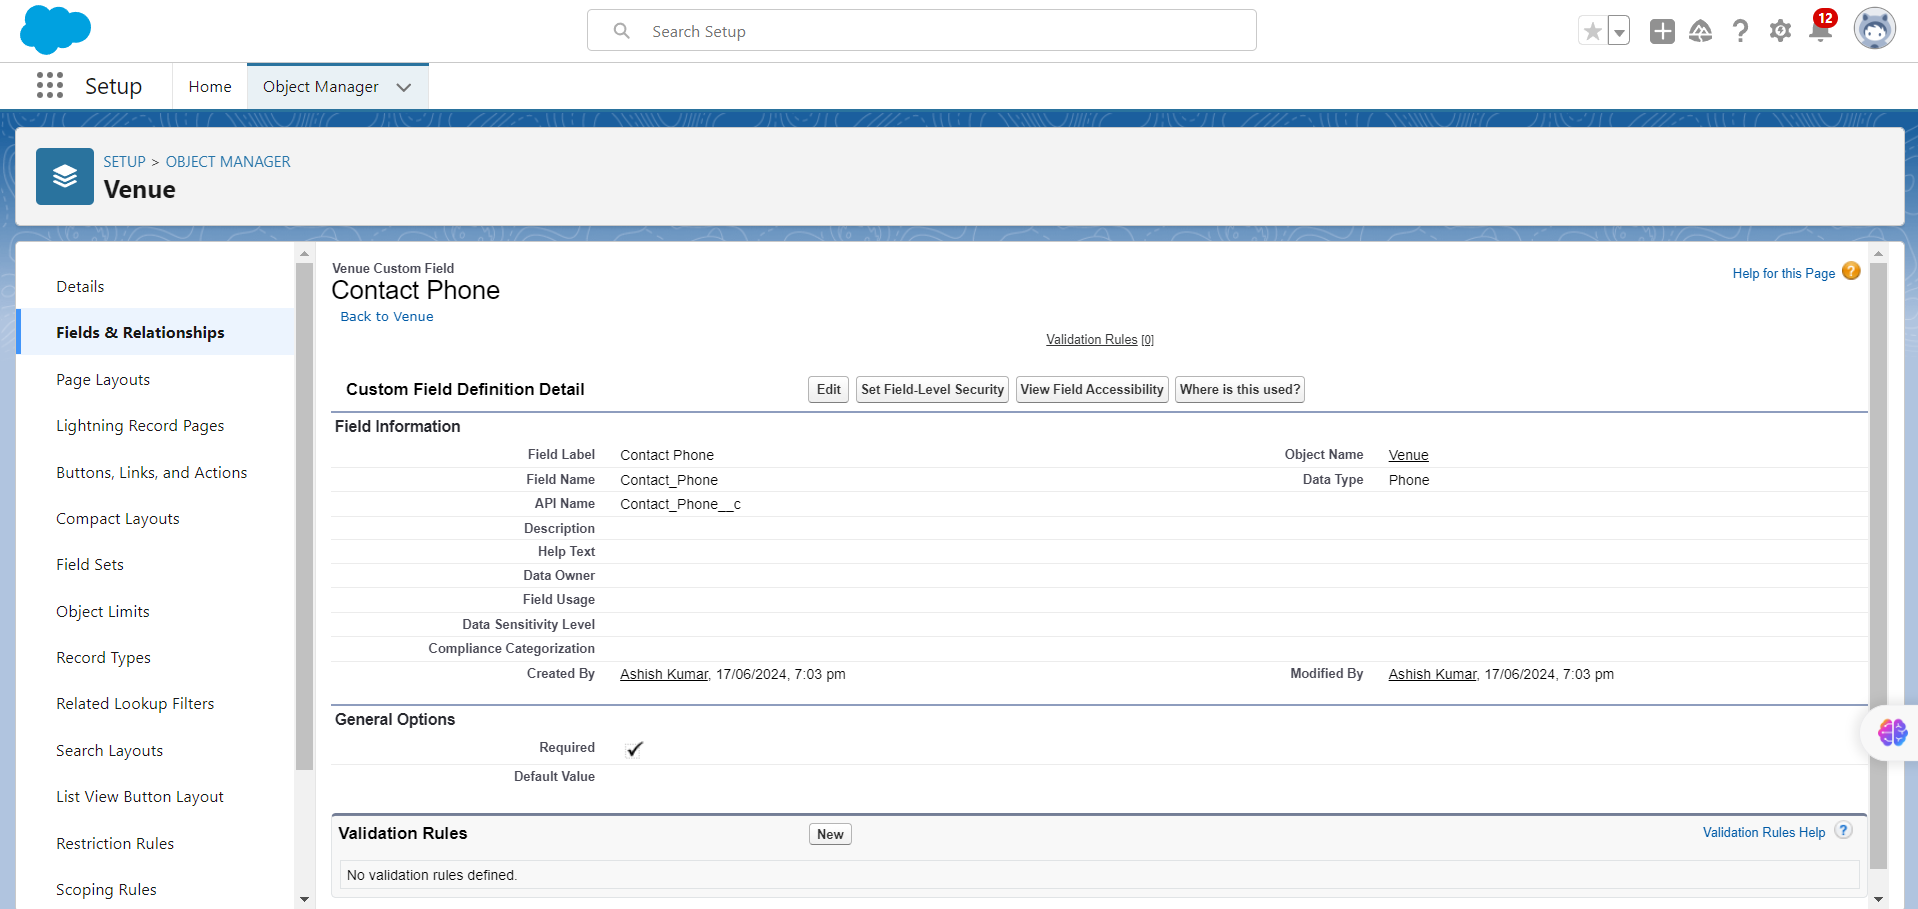 Search Setup
12
Setup
Home
Object Manager
SETUP > OBJECT MANAGER
Venue
Details
Fields & Relationships
Page Layouts
Lightning Record Pages
Buttons, Links, and Actions
Compact Layouts
Field Sets
Object Limits
Record Types
Related Lookup Filters
Search Layouts
List View Button Layout
Restriction Rules
Scoping Rules
Venue Custom Field
Contact Phone
Back to Venue
Help for this Page ?
Validation Rules [0]
Custom Field Definition Detail
Edit
Set Field-Level Security
View Field Accessibility
Where is this used?
Field Information
Field Label Contact Phone Object Name Venue
Field Name Contact_Phone Data Type Phone
API Name Contact_Phone__c
Description
Help Text
Data Owner
Field Usage
Data Sensitivity Level
Compliance Categorization
Created By Ashish Kumar, 17/06/2024, 7:03 pm Modified By Ashish Kumar, 17/06/2024, 7:03 pm
General Options
Required
Default Value
Validation Rules
New
Validation Rules Help ?
No validation rules defined.